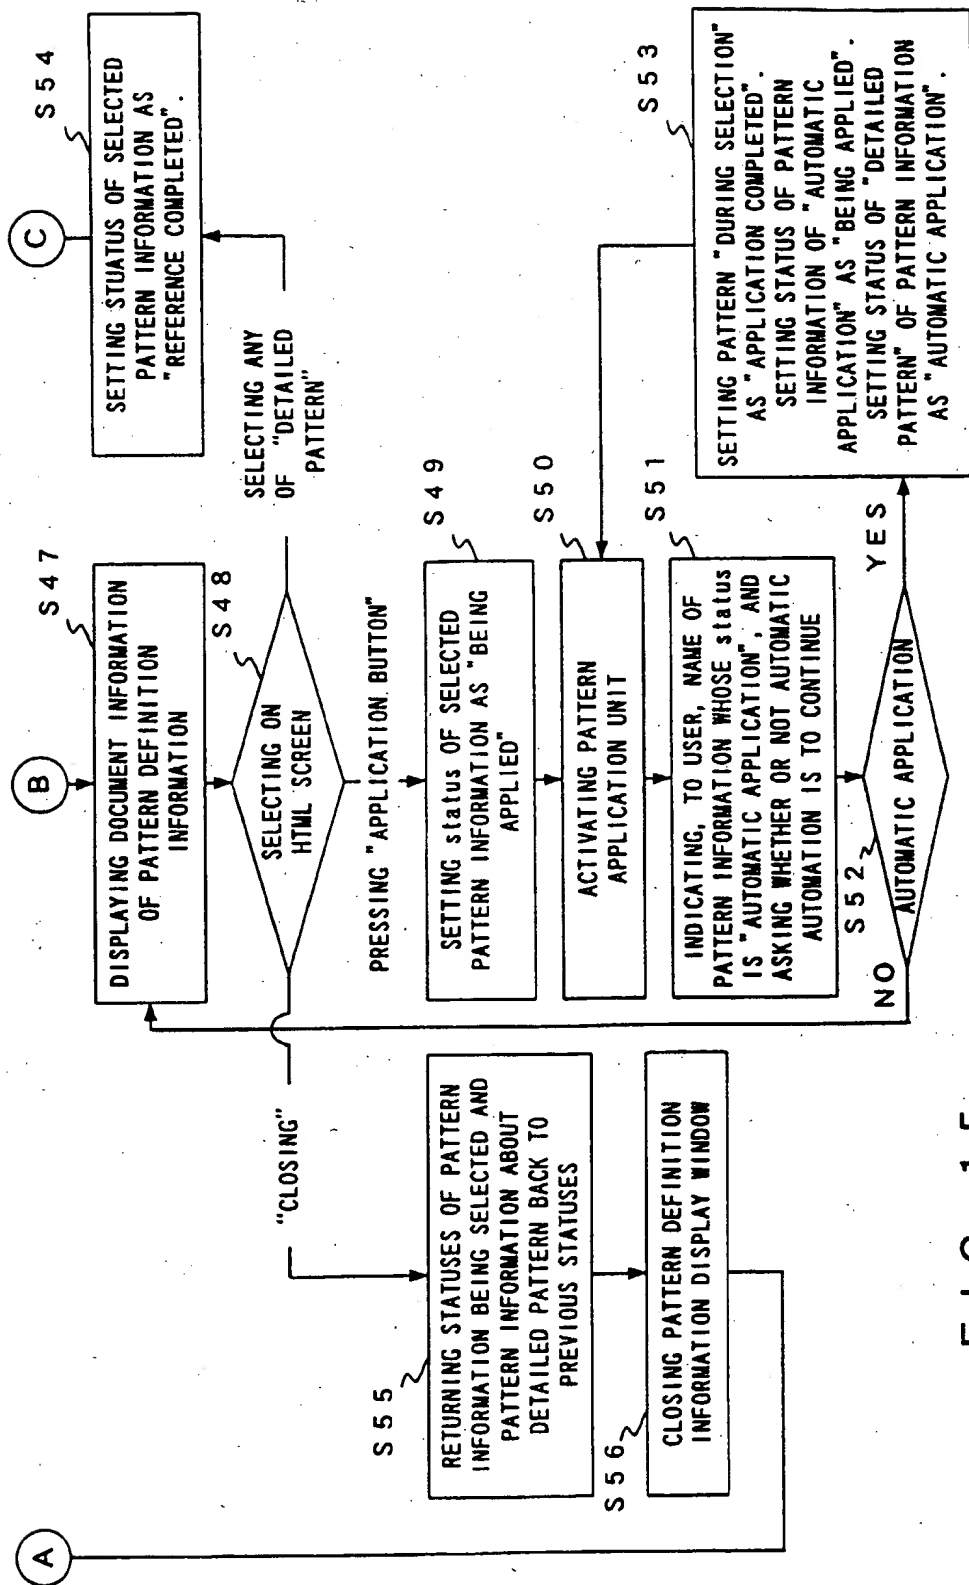 A
B
C
S47
DISPLAYING DOCUMENT INFORMATION
OF PATTERN DEFINITION
INFORMATION
S48
SELECTING ON
HTML SCREEN
"CLOSING"
PRESSING "APPLICATION BUTTON"
SELECTING ANY
OF "DETAILED
PATTERN"
S54
SETTING STUATUS OF SELECTED
PATTERN INFORMATION AS
"REFERENCE COMPLETED".
S49
SETTING status OF SELECTED
PATTERN INFORMATION AS "BEING
APPLIED"
S50
ACTIVATING PATTERN
APPLICATION UNIT
S51
INDICATING, TO USER, NAME OF
PATTERN INFORMATION WHOSE status
IS "AUTOMATIC APPLICATION", AND
ASKING WHETHER OR NOT AUTOMATIC
AUTOMATION IS TO CONTINUE
S52
AUTOMATIC APPLICATION
NO
YES
S53
SETTING PATTERN "DURING SELECTION"
AS "APPLICATION COMPLETED".
SETTING STATUS OF PATTERN
INFORMATION OF "AUTOMATIC
APPLICATION" AS "BEING APPLIED".
SETTING STATUS OF "DETAILED
PATTERN" OF PATTERN INFORMATION
AS "AUTOMATIC APPLICATION".
S55
RETURNING STATUSES OF PATTERN
INFORMATION BEING SELECTED AND
PATTERN INFORMATION ABOUT
DETAILED PATTERN BACK TO
PREVIOUS STATUSES
S56
CLOSING PATTERN DEFINITION
INFORMATION DISPLAY WINDOW